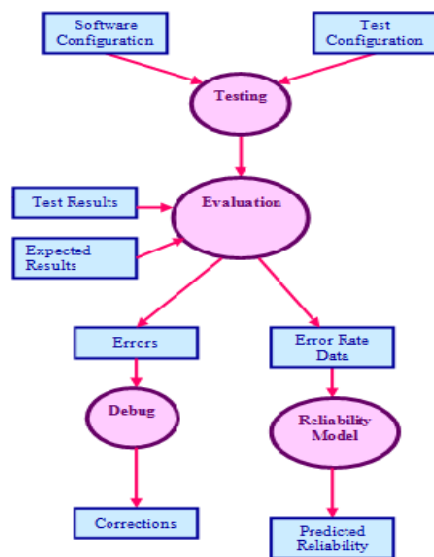 Software
Configuration
Test
Configuration
Testing
Test Results
Evaluation
Expected
Results
Errors
Error Rate
Data
Debug
Reliability
Model
Corrections
Predicted
Reliability